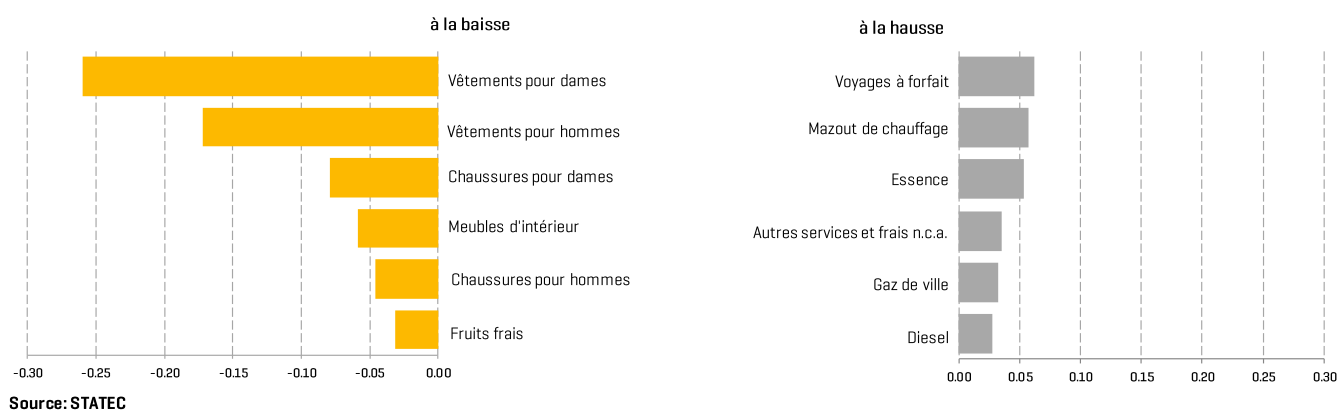 à la baisse
Vêtements pour dames
Vêtements pour hommes
Chaussures pour dames
Meubles d'intérieur
Chaussures pour hommes
Fruits frais
-0.30 -0.25 -0.20 -0.15 -0.10 -0.05 0.00
à la hausse
Voyages à forfait
Mazout de chauffage
Essence
Autres services et frais n.c.a.
Gaz de ville
Diesel
0.00 0.05 0.10 0.15 0.20 0.25 0.30
Source: STATEC